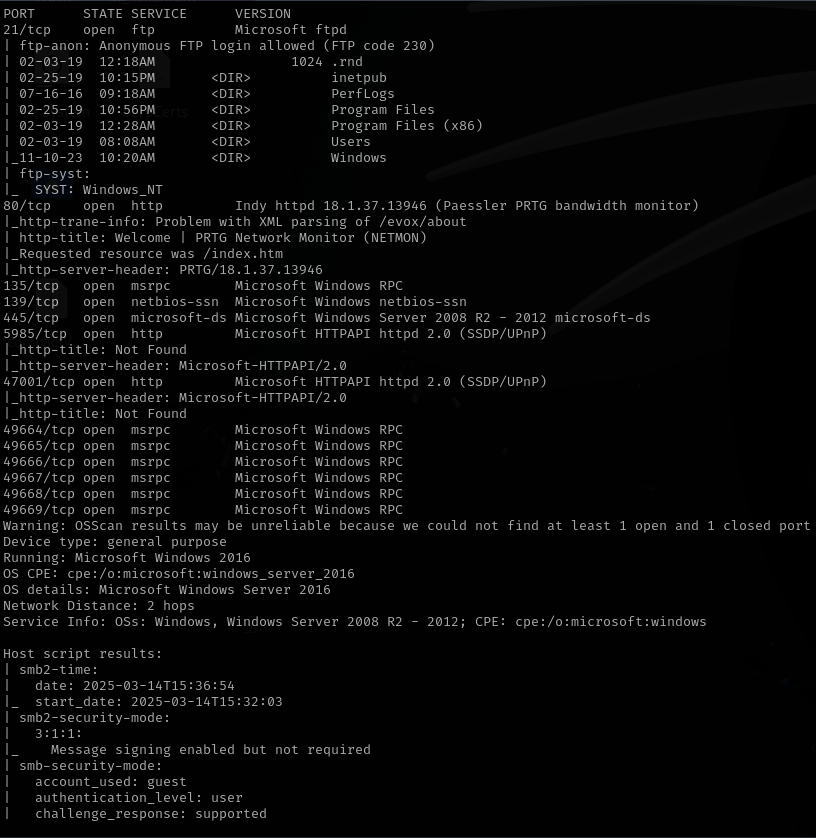 PORT      STATE SERVICE      VERSION
21/tcp    open  ftp          Microsoft ftpd
| ftp-anon: Anonymous FTP login allowed (FTP code 230)
| 02-03-19  12:18AM                 1024 .rnd
| 02-25-19  10:15PM       <DIR>          inetpub
| 07-16-16  09:18AM       <DIR>          PerfLogs
| 02-25-19  10:56PM       <DIR>          Program Files
| 02-03-19  12:28AM       <DIR>          Program Files (x86)
| 02-03-19  08:08AM       <DIR>          Users
|_11-10-23  10:20AM       <DIR>          Windows
| ftp-syst:
|_  SYST: Windows_NT
80/tcp    open  http         Indy httpd 18.1.37.13946 (Paessler PRTG bandwidth monitor)
|_http-trane-info: Problem with XML parsing of /evox/about
| http-title: Welcome | PRTG Network Monitor (NETMON)
|_Requested resource was /index.htm
|_http-server-header: PRTG/18.1.37.13946
135/tcp   open  msrpc        Microsoft Windows RPC
139/tcp   open  netbios-ssn  Microsoft Windows netbios-ssn
445/tcp   open  microsoft-ds Microsoft Windows Server 2008 R2 - 2012 microsoft-ds
5985/tcp  open  http         Microsoft HTTPAPI httpd 2.0 (SSDP/UPnP)
|_http-title: Not Found
|_http-server-header: Microsoft-HTTPAPI/2.0
47001/tcp open  http         Microsoft HTTPAPI httpd 2.0 (SSDP/UPnP)
|_http-server-header: Microsoft-HTTPAPI/2.0
|_http-title: Not Found
49664/tcp open  msrpc        Microsoft Windows RPC
49665/tcp open  msrpc        Microsoft Windows RPC
49666/tcp open  msrpc        Microsoft Windows RPC
49667/tcp open  msrpc        Microsoft Windows RPC
49668/tcp open  msrpc        Microsoft Windows RPC
49669/tcp open  msrpc        Microsoft Windows RPC
Warning: OSScan results may be unreliable because we could not find at least 1 open and 1 closed port
Device type: general purpose
Running: Microsoft Windows 2016
OS CPE: cpe:/o:microsoft:windows_server_2016
OS details: Microsoft Windows Server 2016
Network Distance: 2 hops
Service Info: OSs: Windows, Windows Server 2008 R2 - 2012; CPE: cpe:/o:microsoft:windows

Host script results:
| smb2-time:
|   date: 2025-03-14T15:36:54
|_  start_date: 2025-03-14T15:32:03
| smb2-security-mode:
|   3:1:1:
|_    Message signing enabled but not required
| smb-security-mode:
|   account_used: guest
|   authentication_level: user
|   challenge_response: supported